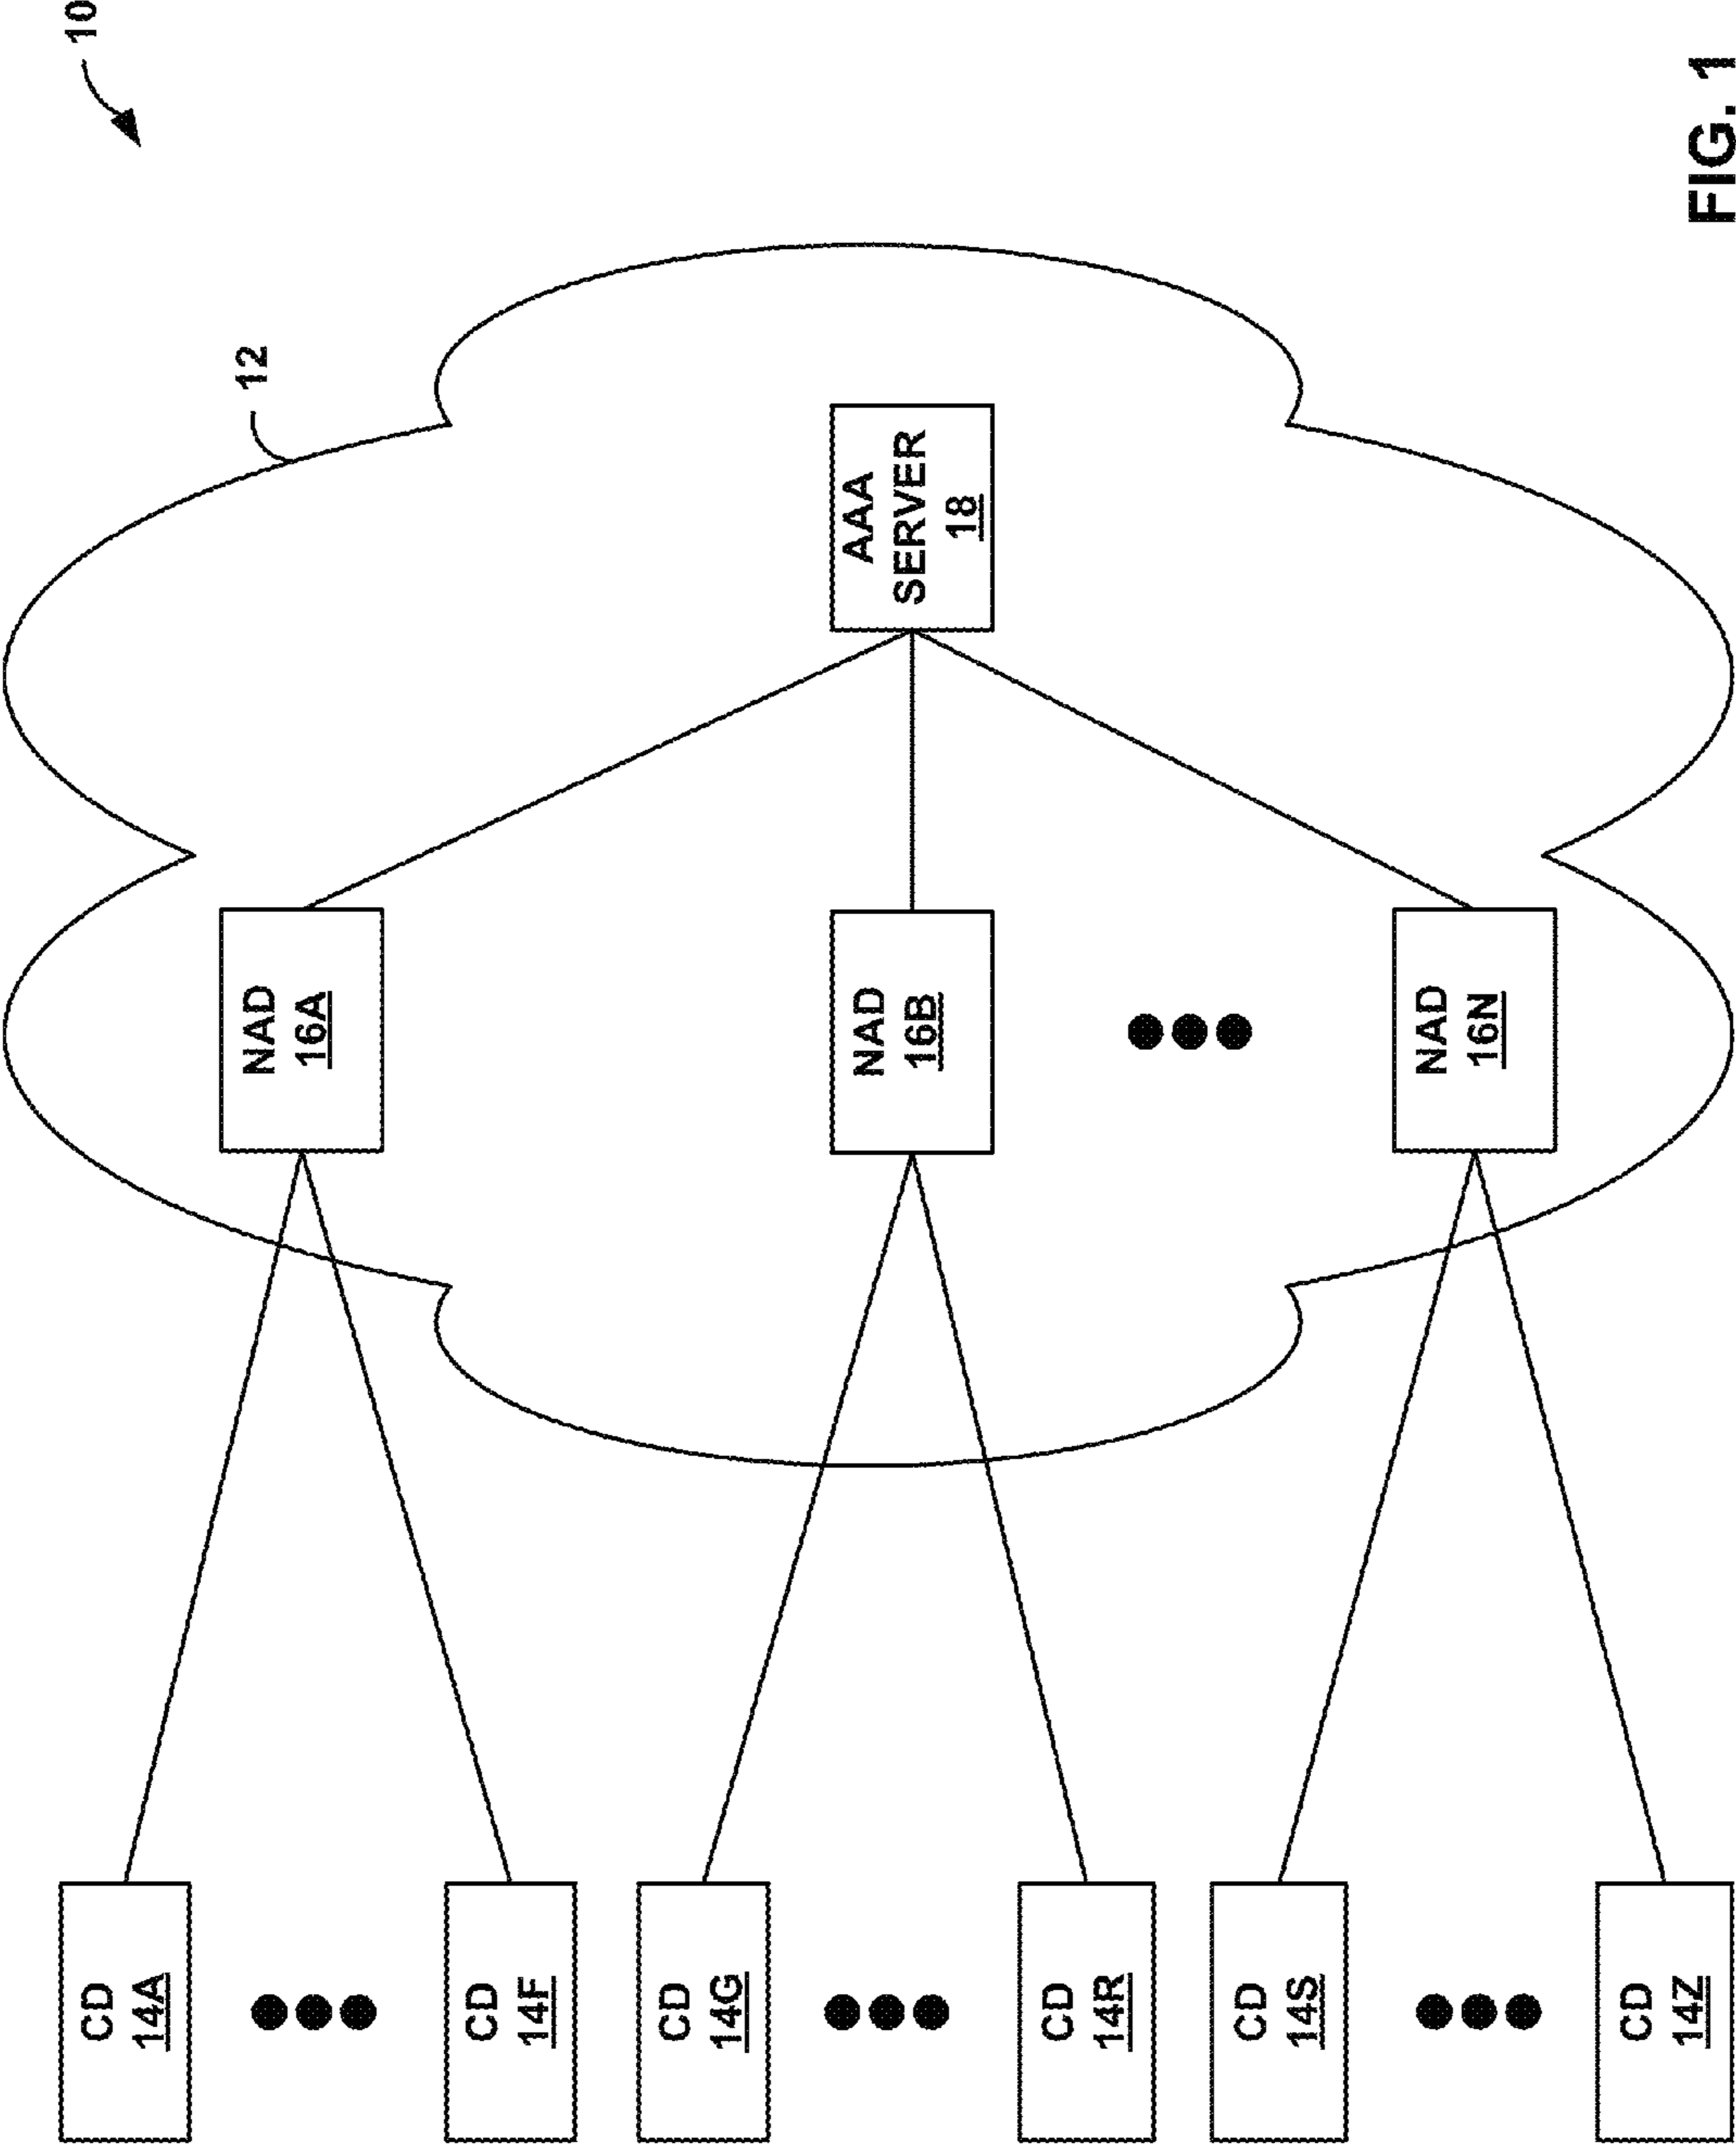 10
12
AAA
SERVER
18
NAD
16A
NAD
16B
NAD
16N
CD
14A
CD
14F
CD
14G
CD
14R
CD
14S
CD
14Z
FIG. 1